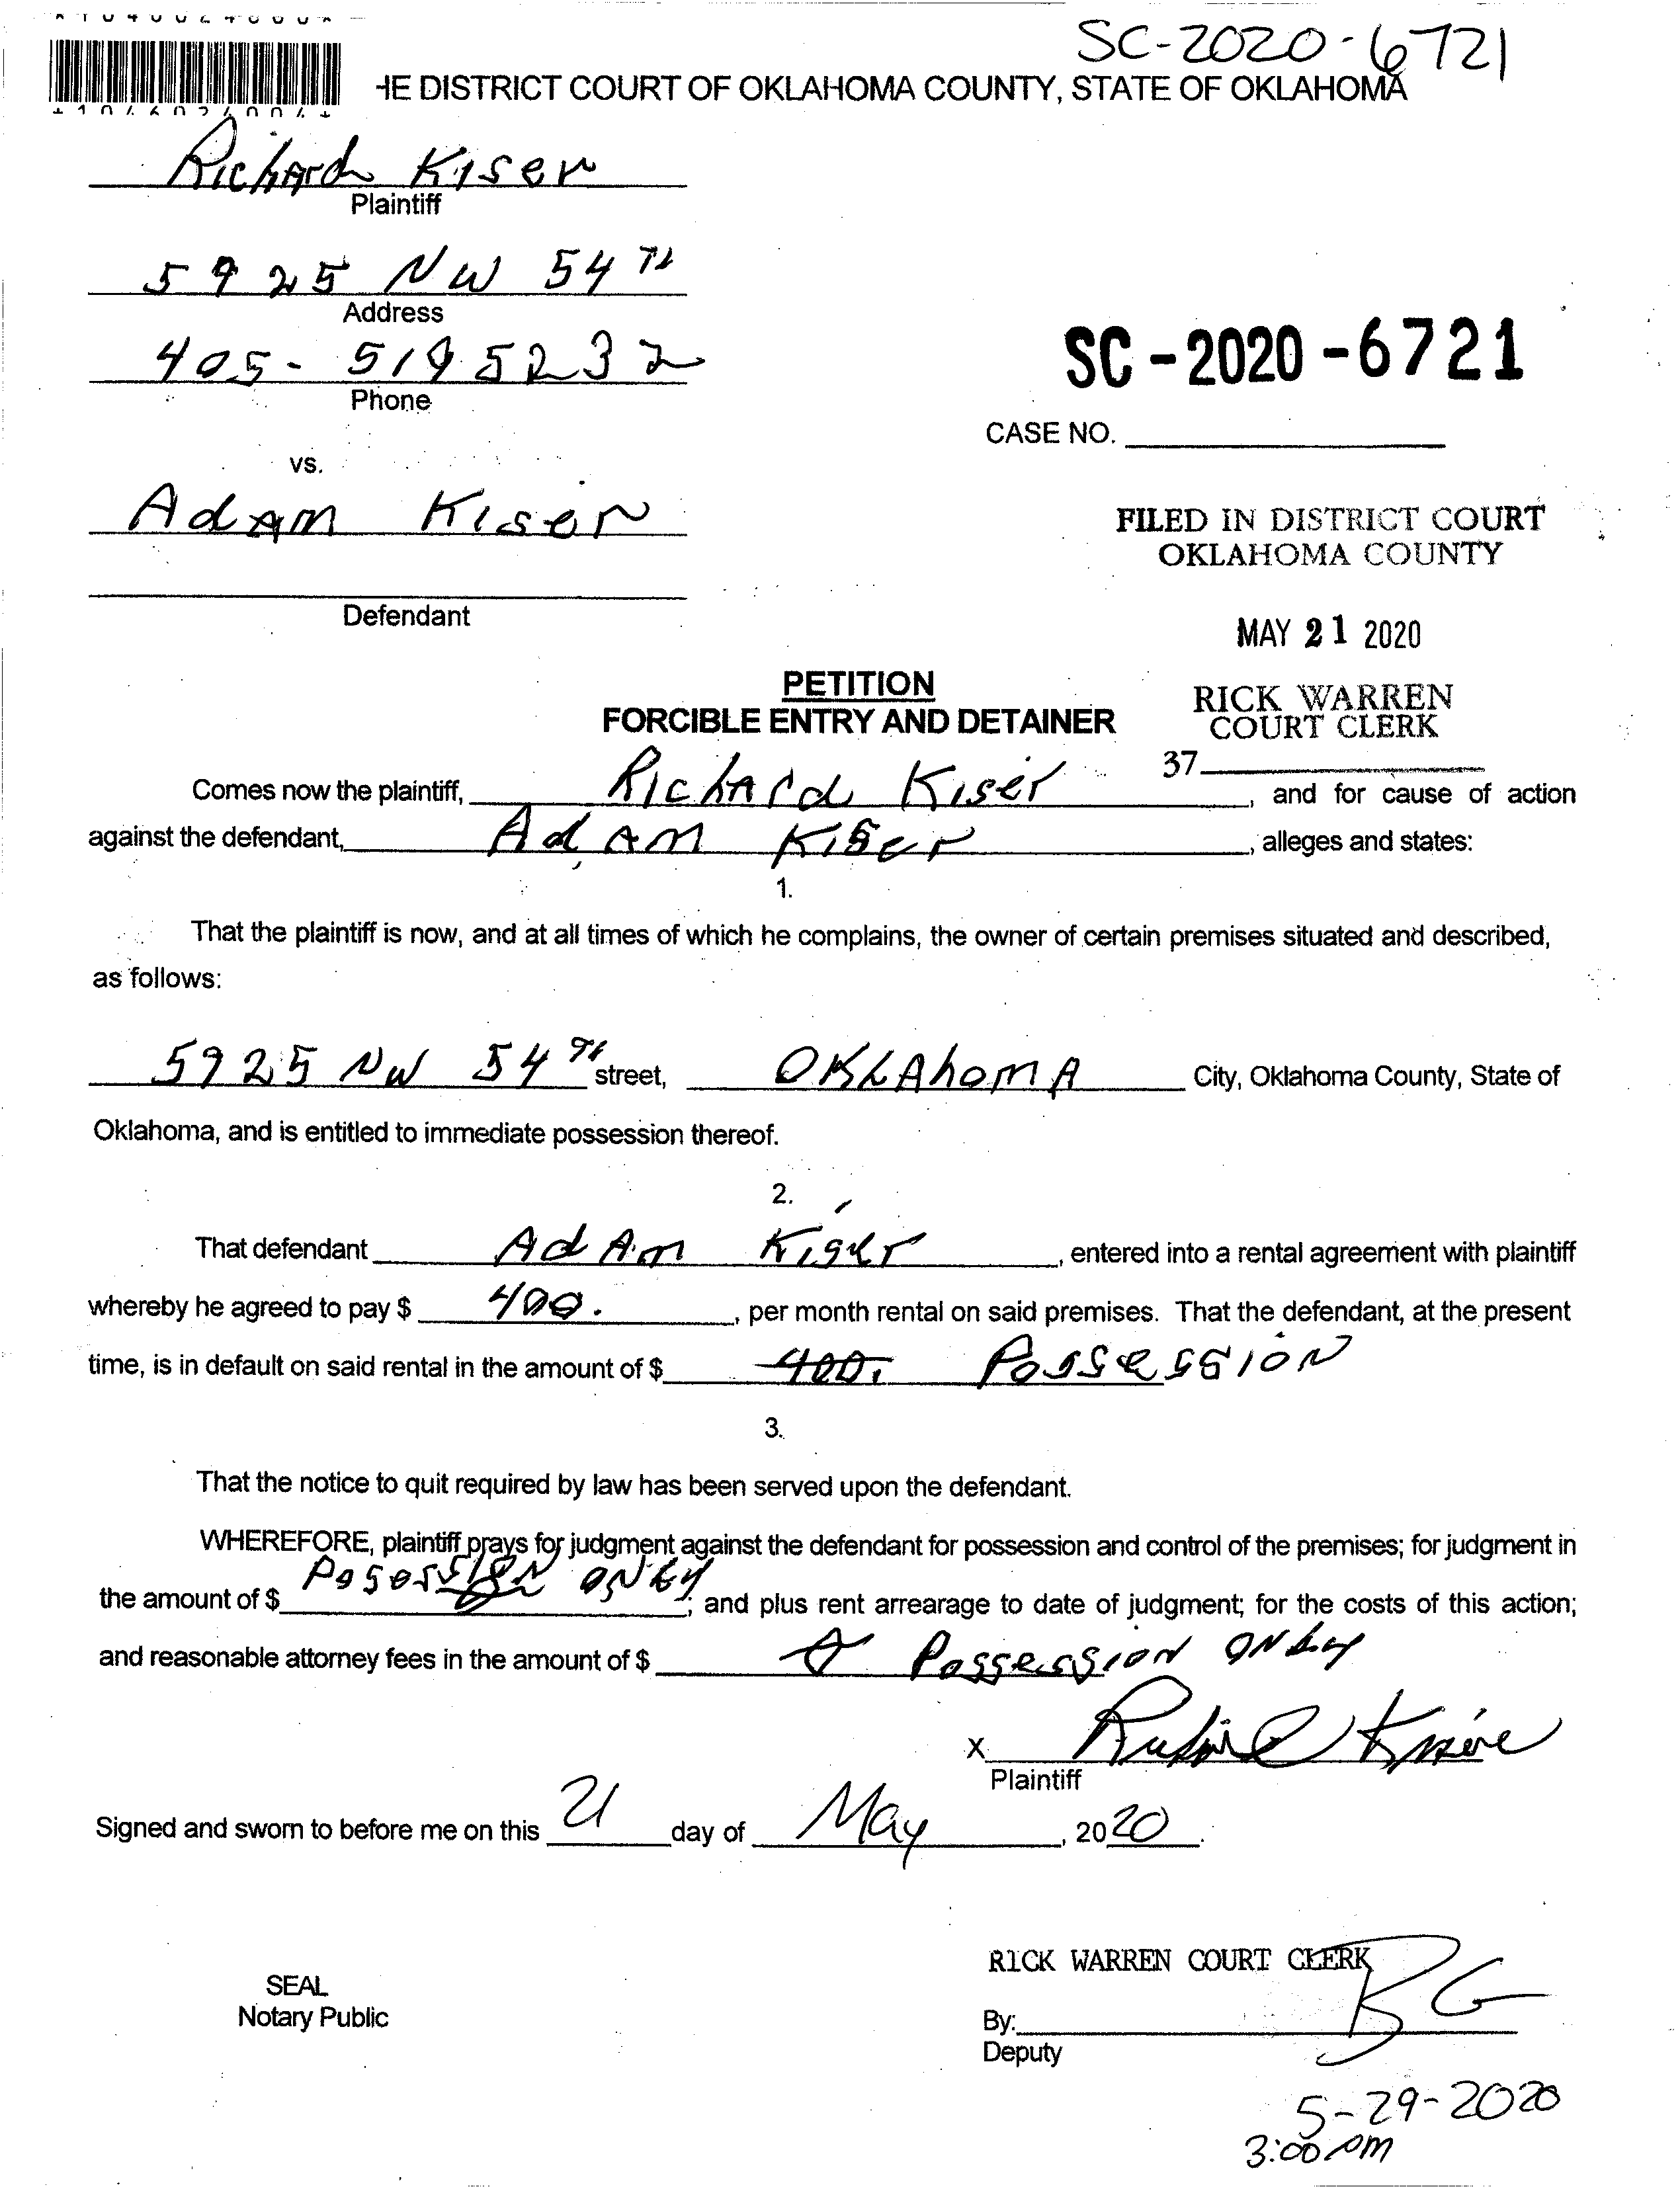 SC-2020-6721
HE DISTRICT COURT OF OKLAHOMA COUNTY, STATE OF OKLAHOMA
Richard Kiser
Plaintiff
5925 NW 54 TH
Address
405-519 5232
Phone
vs.
SC-2020-6721
CASE NO.
Adam Kiser
Defendant
FILED IN DISTRICT COURT
OKLAHOMA COUNTY
MAY 21 2020
RICK WARREN
COURT CLERK
37
PETITION
FORCIBLE ENTRY AND DETAINER
Comes now the plaintiff, Richard Kiser, and for cause of action
against the defendant, Adam Kiser, alleges and states:
1.
That the plaintiff is now, and at all times of which he complains, the owner of certain premises situated and described,
as follows:
5925 NW 54 TH street, OKLAhomA City, Oklahoma County, State of
Oklahoma, and is entitled to immediate possession thereof.
2.
That defendant Adam Kiser, entered into a rental agreement with plaintiff
whereby he agreed to pay $ 400., per month rental on said premises. That the defendant, at the present
time, is in default on said rental in the amount of $ 400. Possession
3.
That the notice to quit required by law has been served upon the defendant.
WHEREFORE, plaintiff prays for judgment against the defendant for possession and control of the premises; for judgment in
the amount of $ ONLY; and plus rent arrearage to date of judgment; for the costs of this action;
and reasonable attorney fees in the amount of $ Possession ONLY
X
Plaintiff
Signed and sworn to before me on this 21 day of May, 2020.
SEAL
Notary Public
RICK WARREN COURT CLERK
By: BG
Deputy
5-29-2020
3:00 pm